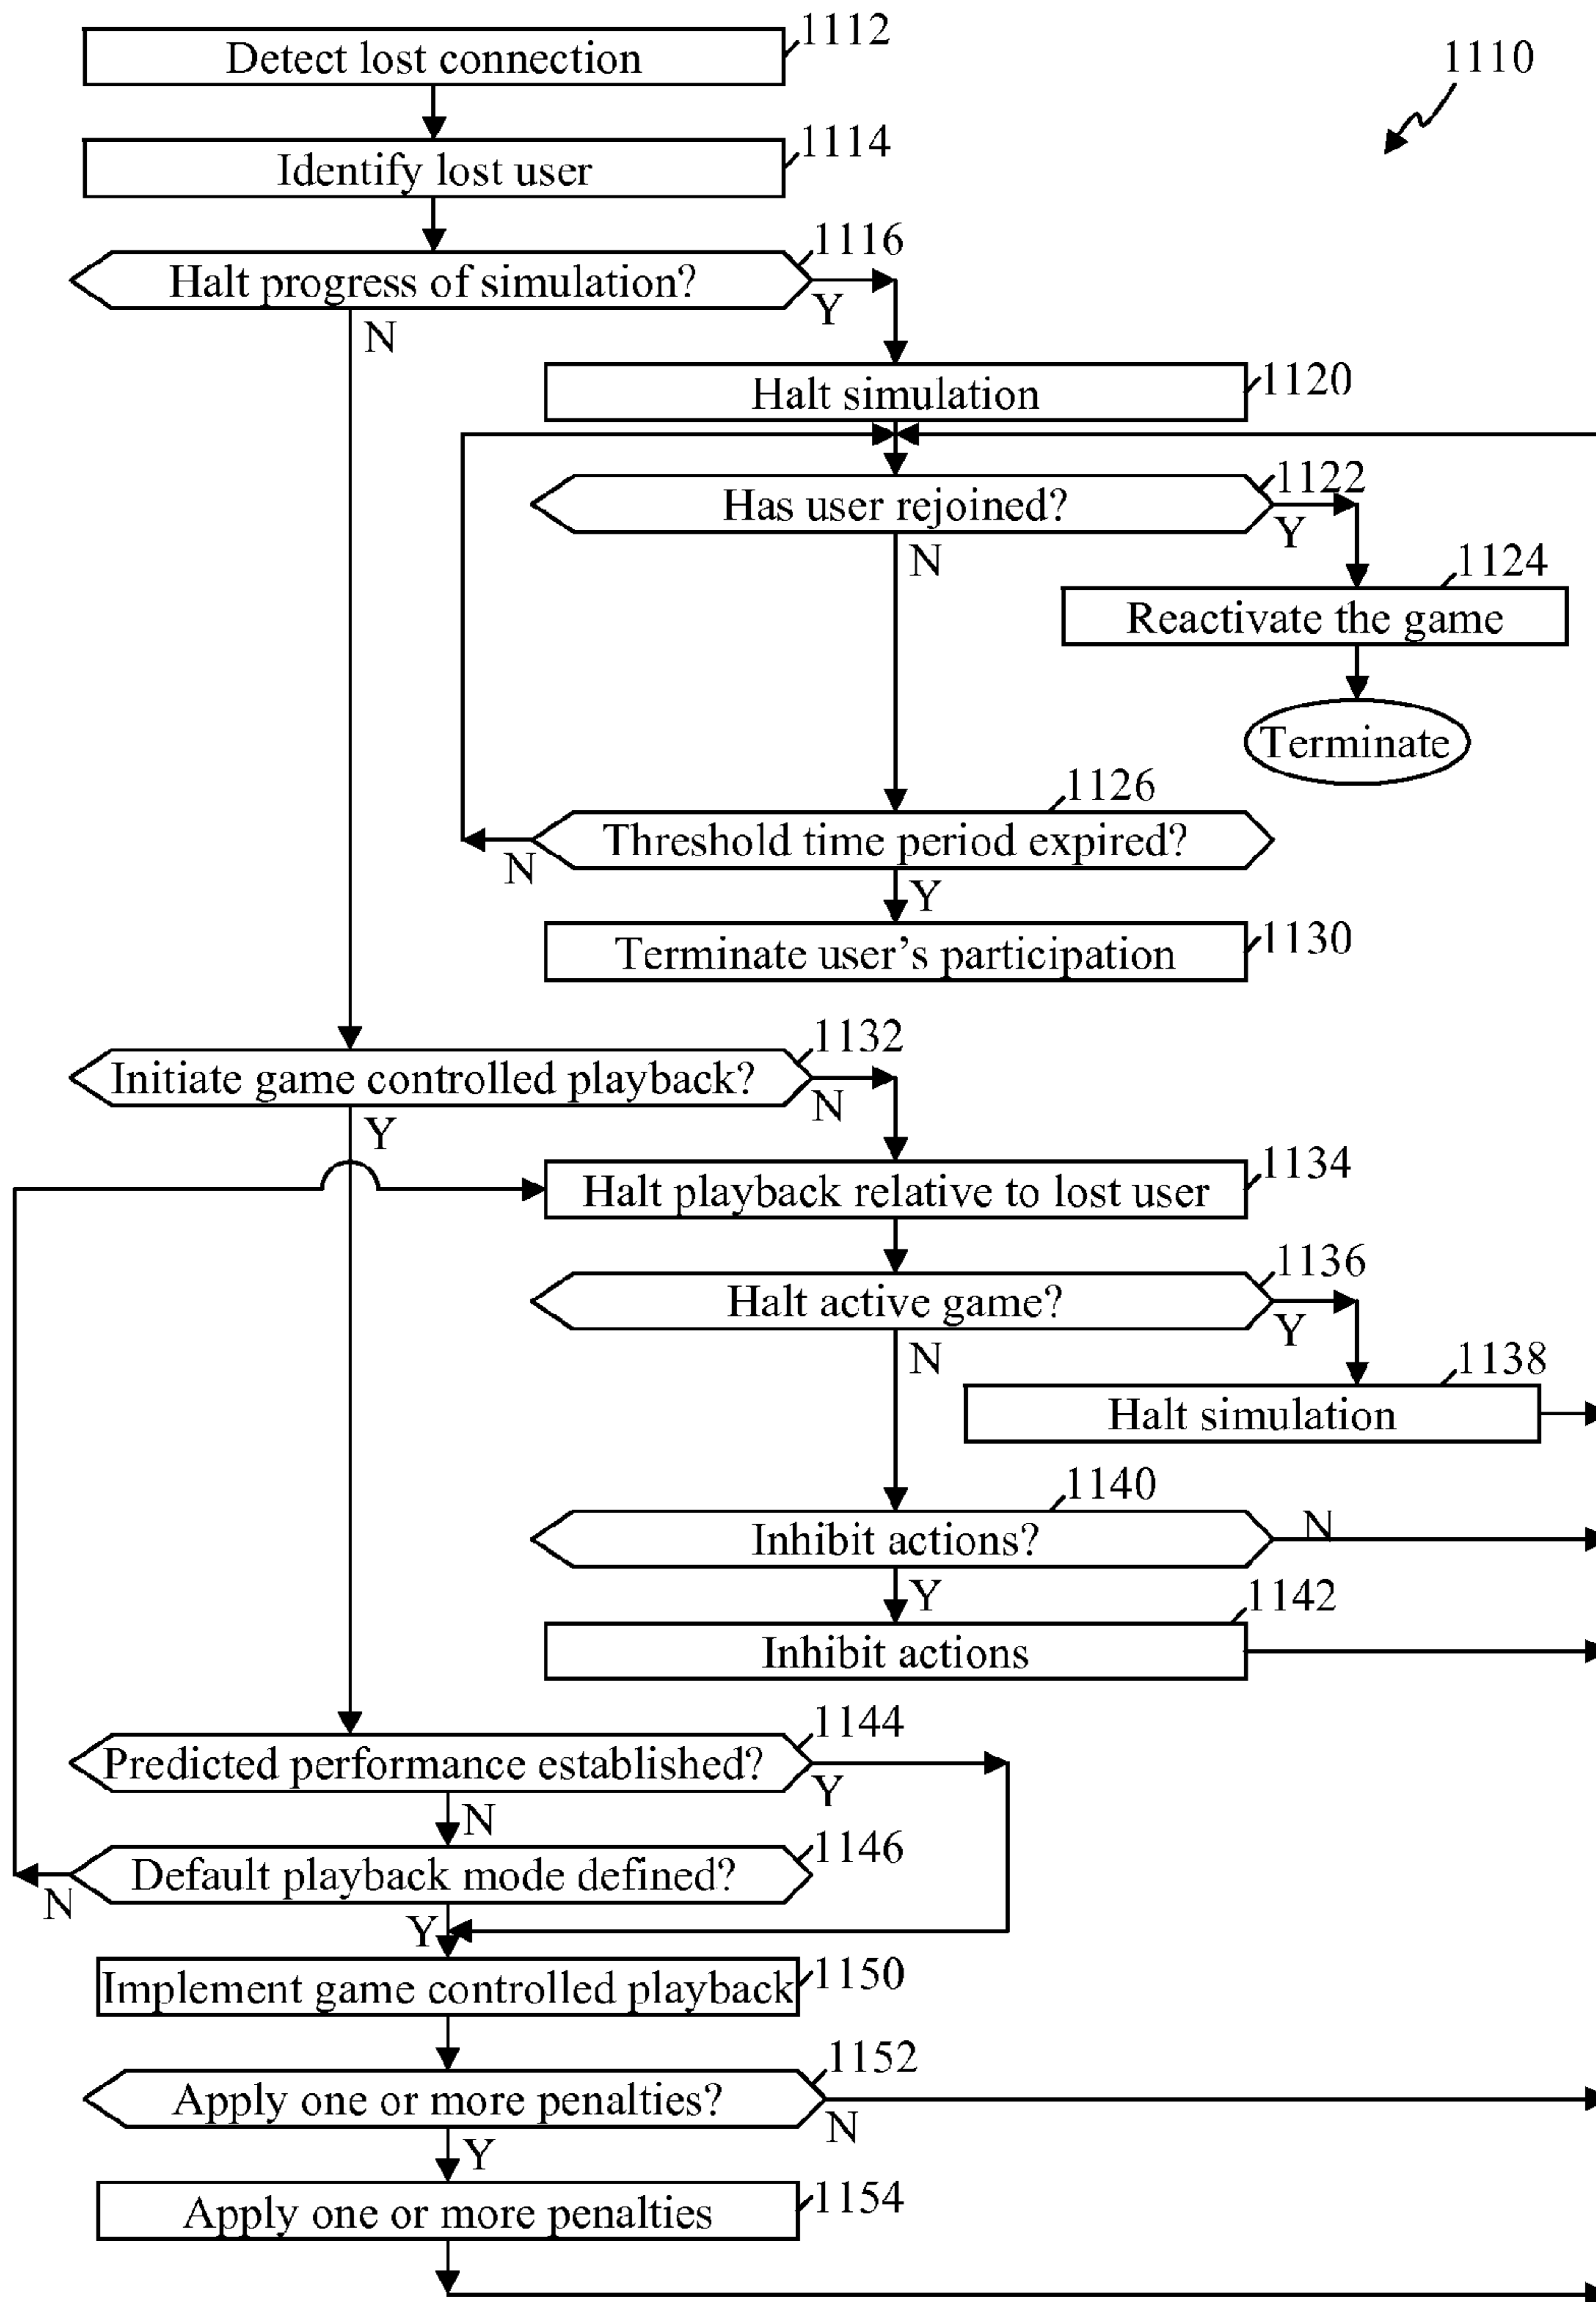 Detect lost connection
1112
1110
Identify lost user
1114
Halt progress of simulation?
1116
Y
N
Halt simulation
1120
Has user rejoined?
1122
Y
N
1124
Reactivate the game
Terminate
1126
Threshold time period expired?
N
Y
Terminate user's participation
1130
Initiate game controlled playback?
1132
N
Y
Halt playback relative to lost user
1134
Halt active game?
1136
Y
N
1138
Halt simulation
1140
Inhibit actions?
N
Y
1142
Inhibit actions
Predicted performance established?
1144
Y
N
Default playback mode defined?
1146
N
Y
Implement game controlled playback
1150
Apply one or more penalties?
1152
N
Y
Apply one or more penalties
1154